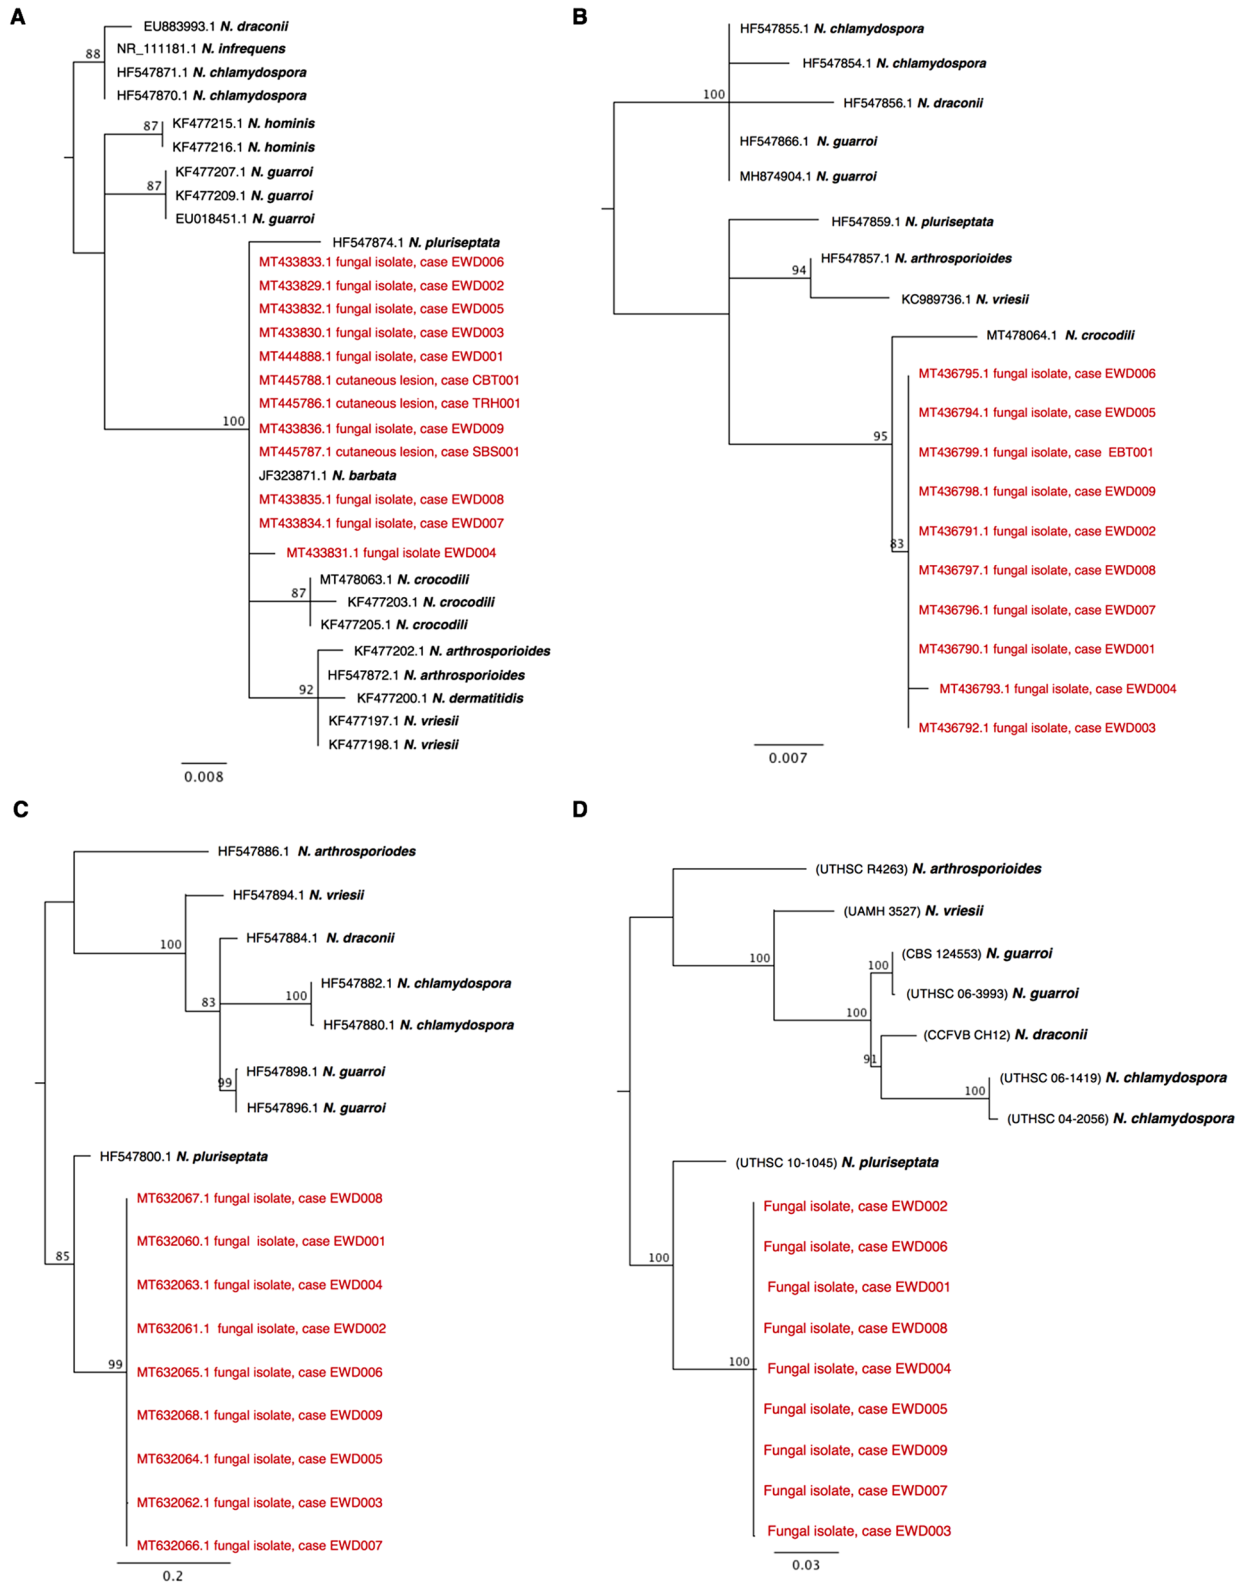 A
EU883993.1 N. draconii
NR_111181.1 N. infrequens
88
HF547871.1 N. chlamydospora
HF547870.1 N. chlamydospora
KF477215.1 N. hominis
87
KF477216.1 N. hominis
KF477207.1 N. guarroi
87
KF477209.1 N. guarroi
EU018451.1 N. guarroi
HF547874.1 N. pluriseptata
MT433833.1 fungal isolate, case EWD006
MT433829.1 fungal isolate, case EWD002
MT433832.1 fungal isolate, case EWD005
MT433830.1 fungal isolate, case EWD003
MT444888.1 fungal isolate, case EWD001
MT445788.1 cutaneous lesion, case CBT001
MT445786.1 cutaneous lesion, case TRH001
100
MT433836.1 fungal isolate, case EWD009
MT445787.1 cutaneous lesion, case SBS001
JF323871.1 N. barbata
MT433835.1 fungal isolate, case EWD008
MT433834.1 fungal isolate, case EWD007
MT433831.1 fungal isolate EWD004
MT478063.1 N. crocodili
87
KF477203.1 N. crocodili
KF477205.1 N. crocodili
KF477202.1 N. arthrosporioides
HF547872.1 N. arthrosporioides
92
KF477200.1 N. dermatitidis
KF477197.1 N. vriesii
KF477198.1 N. vriesii
0.008
B
HF547855.1 N. chlamydospora
HF547854.1 N. chlamydospora
100
HF547856.1 N. draconii
HF547866.1 N. guarroi
MH874904.1 N. guarroi
HF547859.1 N. pluriseptata
HF547857.1 N. arthrosporioides
94
KC989736.1 N. vriesii
MT478064.1 N. crocodili
MT436795.1 fungal isolate, case EWD006
MT436794.1 fungal isolate, case EWD005
95
MT436799.1 fungal isolate, case EBT001
MT436798.1 fungal isolate, case EWD009
MT436791.1 fungal isolate, case EWD002
83
MT436797.1 fungal isolate, case EWD008
MT436796.1 fungal isolate, case EWD007
MT436790.1 fungal isolate, case EWD001
MT436793.1 fungal isolate, case EWD004
MT436792.1 fungal isolate, case EWD003
0.007
C
HF547886.1 N. arthrosporiodes
HF547894.1 N. vriesii
HF547884.1 N. draconii
100
HF547882.1 N. chlamydospora
100
83
HF547880.1 N. chlamydospora
HF547898.1 N. guarroi
99
HF547896.1 N. guarroi
HF547800.1 N. pluriseptata
MT632067.1 fungal isolate, case EWD008
MT632060.1 fungal isolate, case EWD001
85
MT632063.1 fungal isolate, case EWD004
MT632061.1 fungal isolate, case EWD002
99
MT632065.1 fungal isolate, case EWD006
MT632068.1 fungal isolate, case EWD009
MT632064.1 fungal isolate, case EWD005
MT632062.1 fungal isolate, case EWD003
MT632066.1 fungal isolate, case EWD007
0.2
D
(UTHSC R4263) N. arthrosporioides
(UAMH 3527) N. vriesii
100
(CBS 124553) N. guarroi
100
(UTHSC 06-3993) N. guarroi
100
(CCFVB CH12) N. draconii
91
(UTHSC 06-1419) N. chlamydospora
100
(UTHSC 04-2056) N. chlamydospora
(UTHSC 10-1045) N. pluriseptata
Fungal isolate, case EWD002
Fungal isolate, case EWD006
100
Fungal isolate, case EWD001
Fungal isolate, case EWD008
100
Fungal isolate, case EWD004
Fungal isolate, case EWD005
Fungal isolate, case EWD009
Fungal isolate, case EWD007
Fungal isolate, case EWD003
0.03